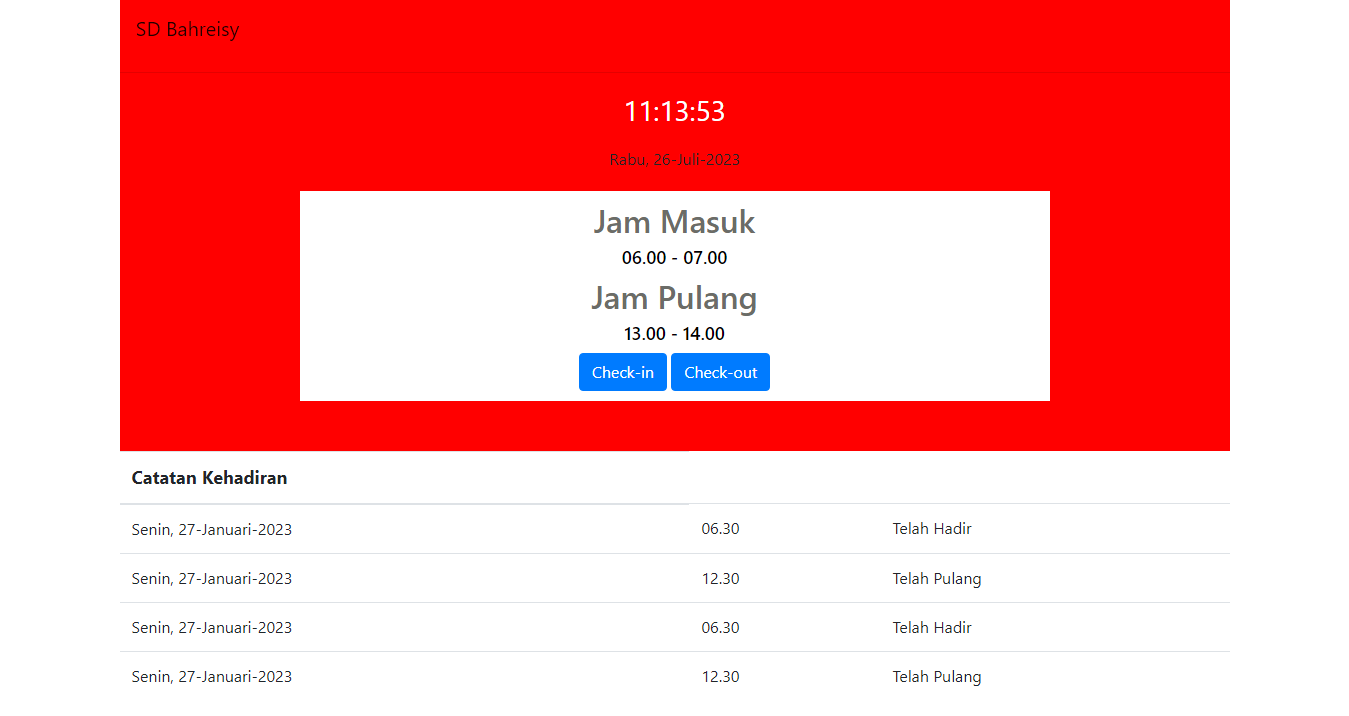 SD Bahreisy
11:13:53
Rabu, 26-Juli-2023
Jam Masuk
06.00 - 07.00
Jam Pulang
13.00 - 14.00
Check-in Check-out
Catatan Kehadiran
Senin, 27-Januari-2023 06.30 Telah Hadir
Senin, 27-Januari-2023 12.30 Telah Pulang
Senin, 27-Januari-2023 06.30 Telah Hadir
Senin, 27-Januari-2023 12.30 Telah Pulang